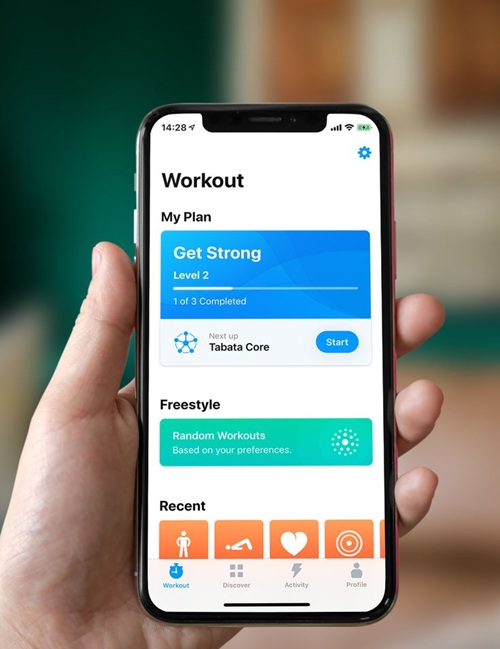 14:28
Workout
My Plan
Get Strong
Level 2
1 of 3 Completed
Next up
Tabata Core
Start
Freestyle
Random Workouts
Based on your preferences.
Recent
Workout
Discover
Activity
Profile